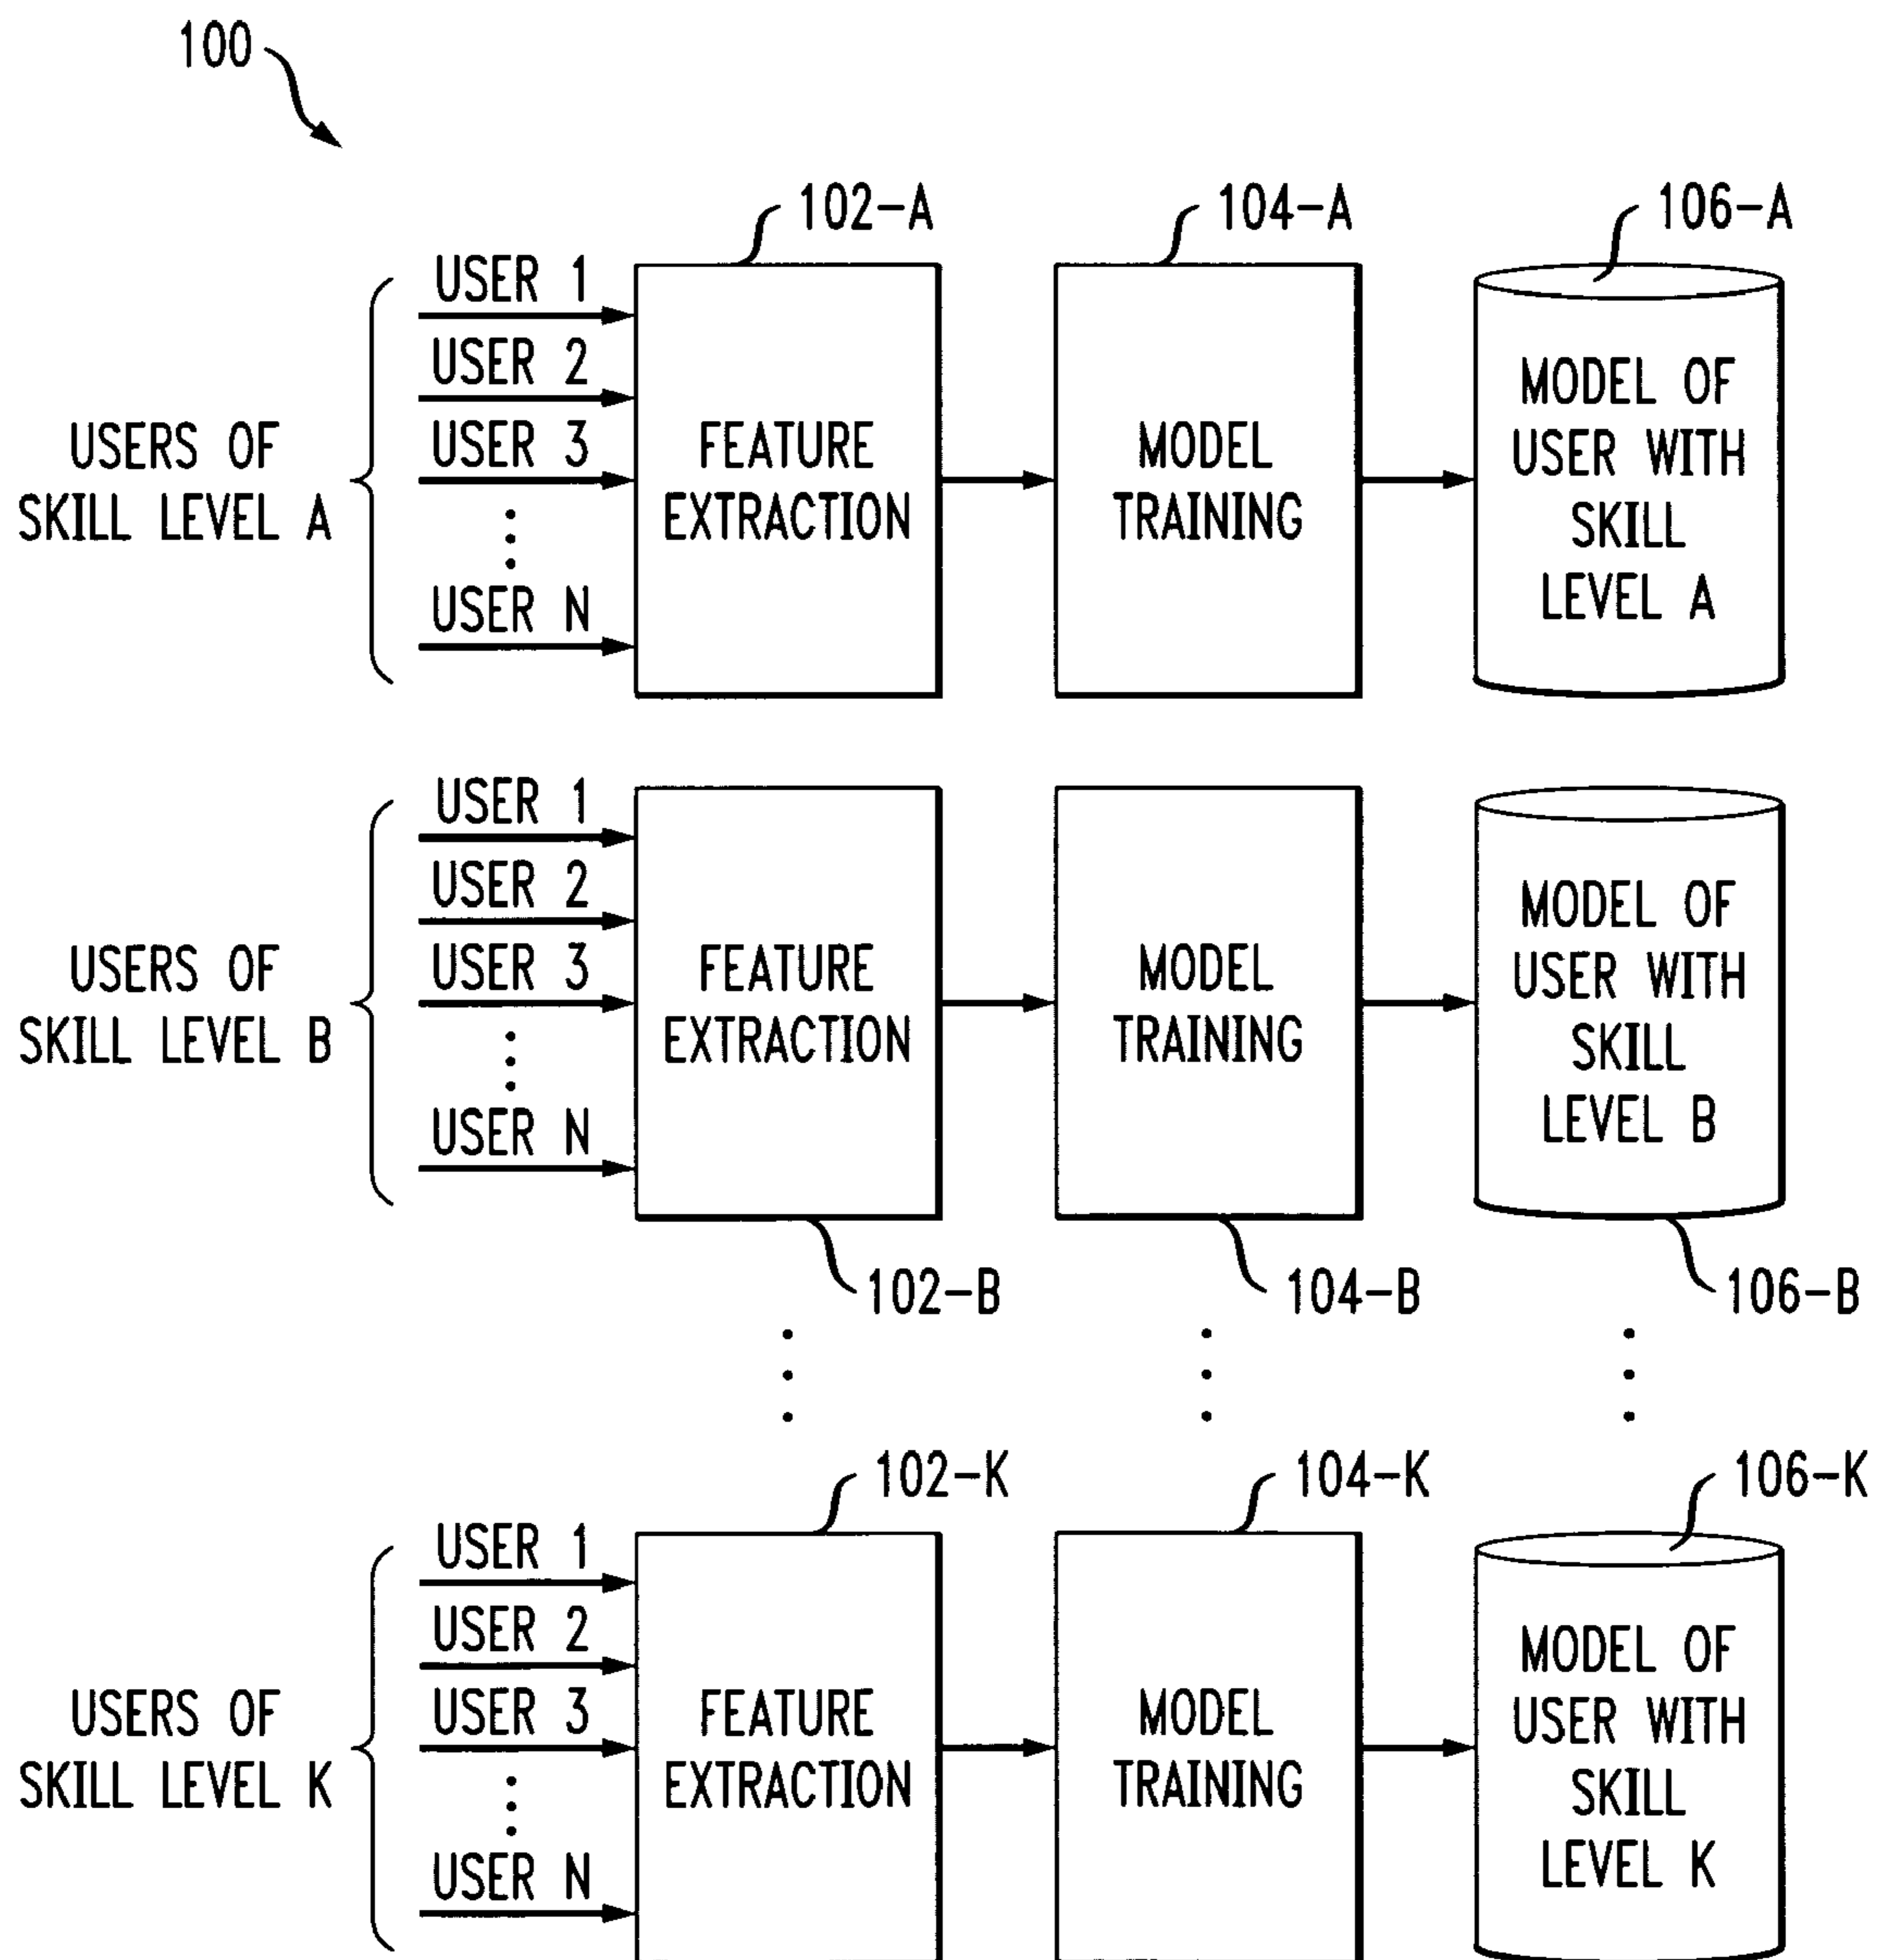 100
102-A
104-A
106-A
USERS OF
SKILL LEVEL A
USER 1
USER 2
USER 3
USER N
FEATURE
EXTRACTION
MODEL
TRAINING
MODEL OF
USER WITH
SKILL
LEVEL A
USERS OF
SKILL LEVEL B
USER 1
USER 2
USER 3
USER N
FEATURE
EXTRACTION
MODEL
TRAINING
MODEL OF
USER WITH
SKILL
LEVEL B
102-B
104-B
106-B
102-K
104-K
106-K
USERS OF
SKILL LEVEL K
USER 1
USER 2
USER 3
USER N
FEATURE
EXTRACTION
MODEL
TRAINING
MODEL OF
USER WITH
SKILL
LEVEL K